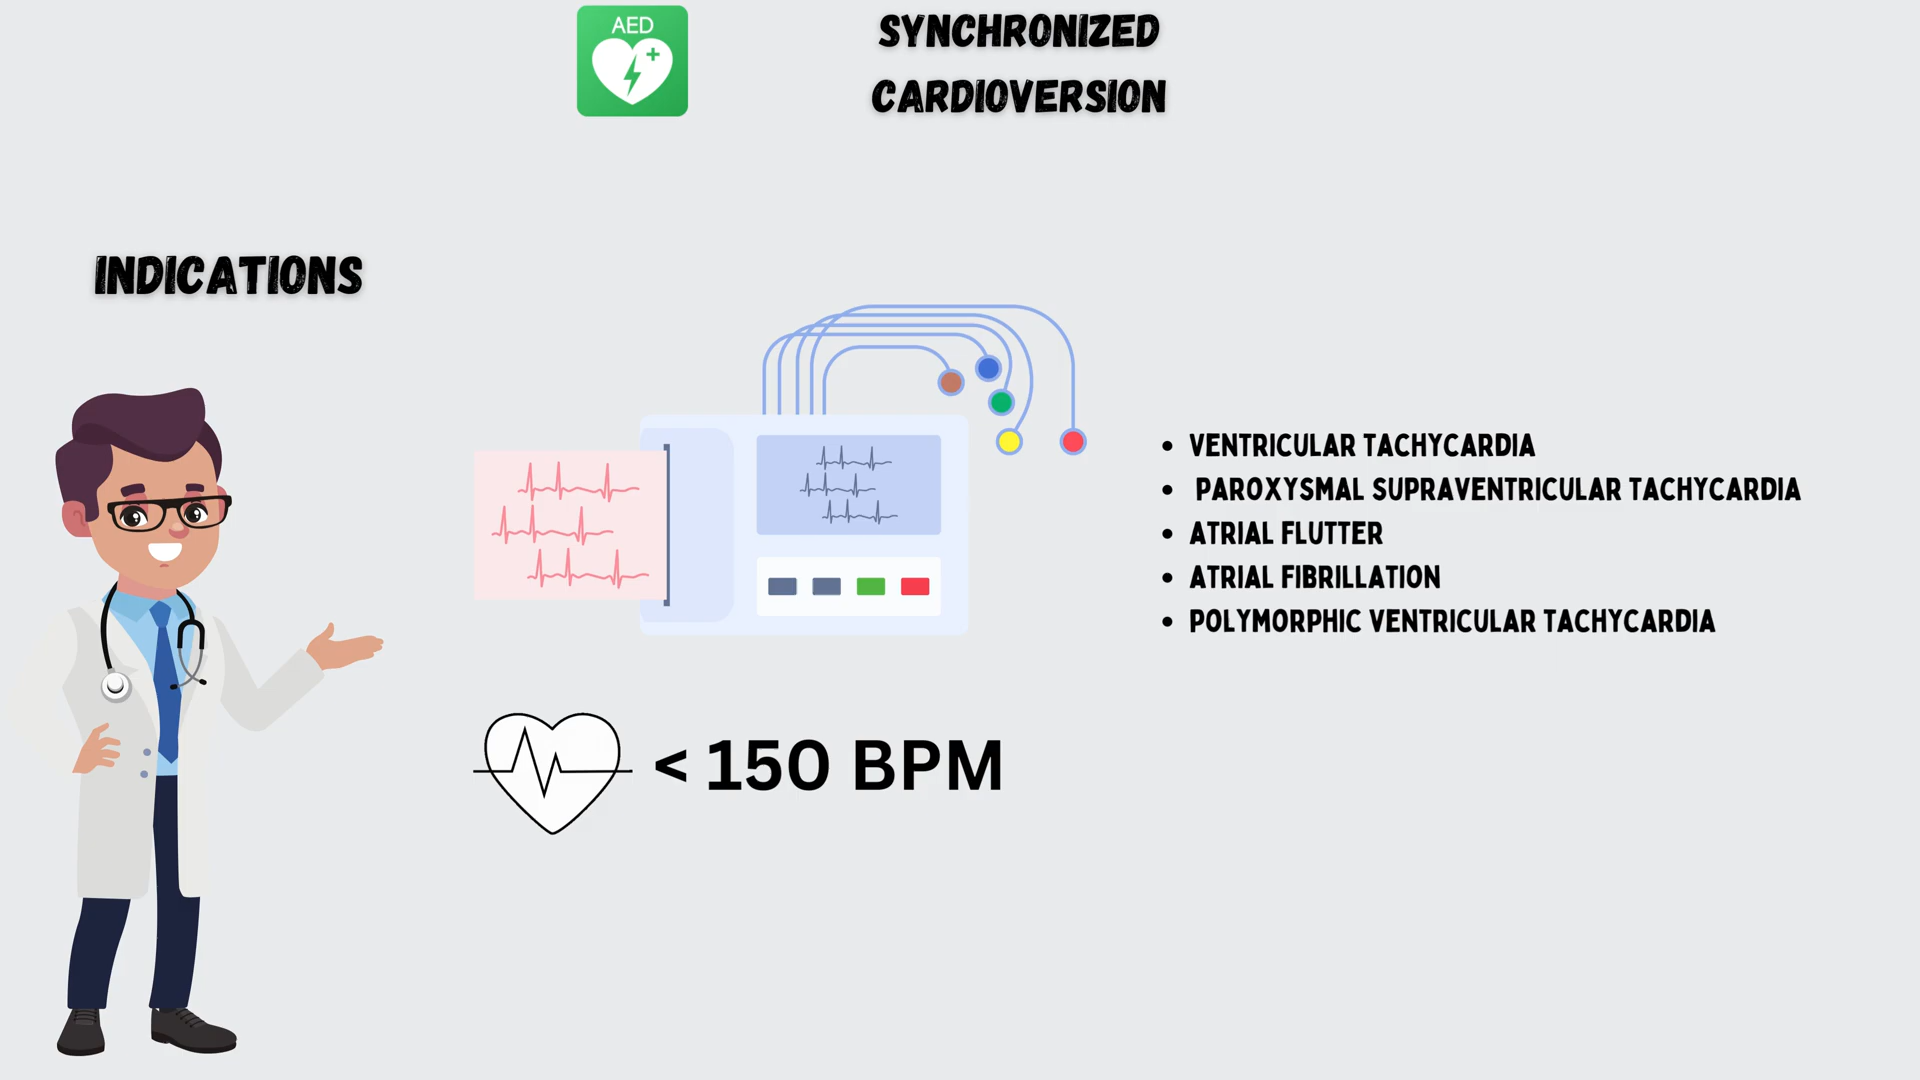 AED
SYNCHRONIZED
CARDIOVERSION
INDICATIONS
• VENTRICULAR TACHYCARDIA
• PAROXYSMAL SUPRAVENTRICULAR TACHYCARDIA
• ATRIAL FLUTTER
• ATRIAL FIBRILLATION
• POLYMORPHIC VENTRICULAR TACHYCARDIA
< 150 BPM